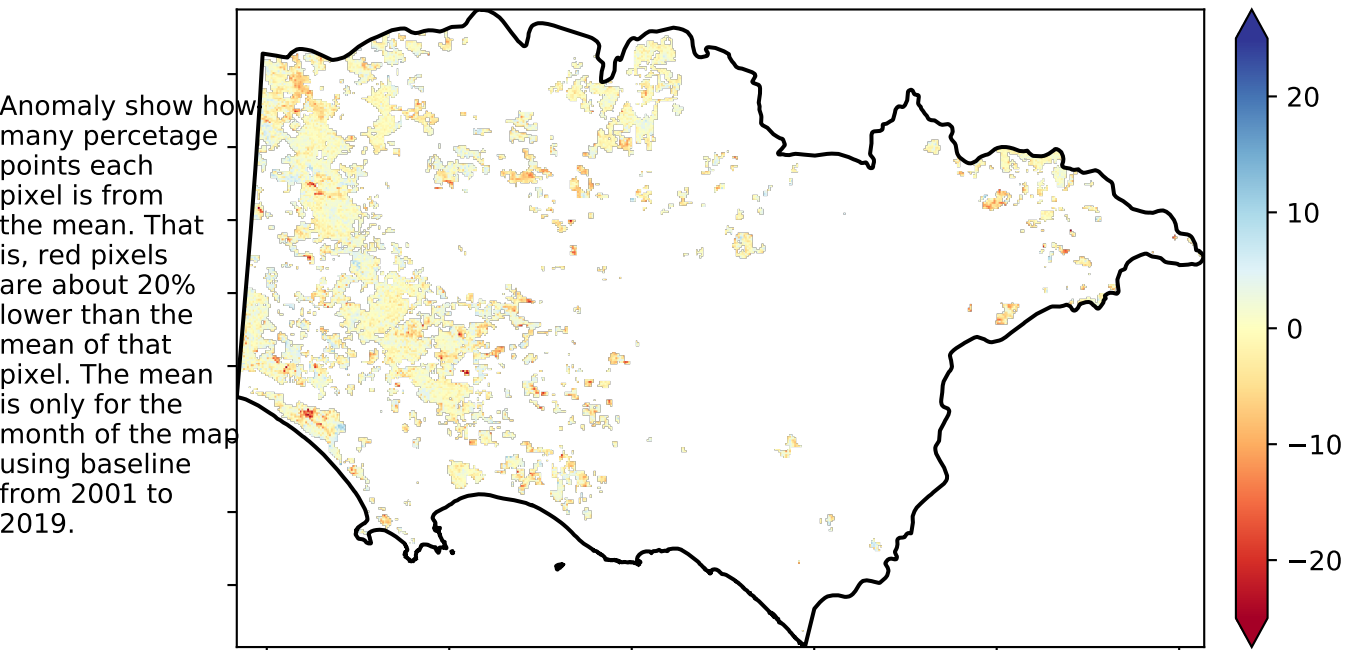 Anomaly show how
many percetage
points each
pixel is from
the mean. That
is, red pixels
are about 20%
lower than the
mean of that
pixel. The mean
is only for the
month of the map
using baseline
from 2001 to
2019.
20
10
0
−10
−20